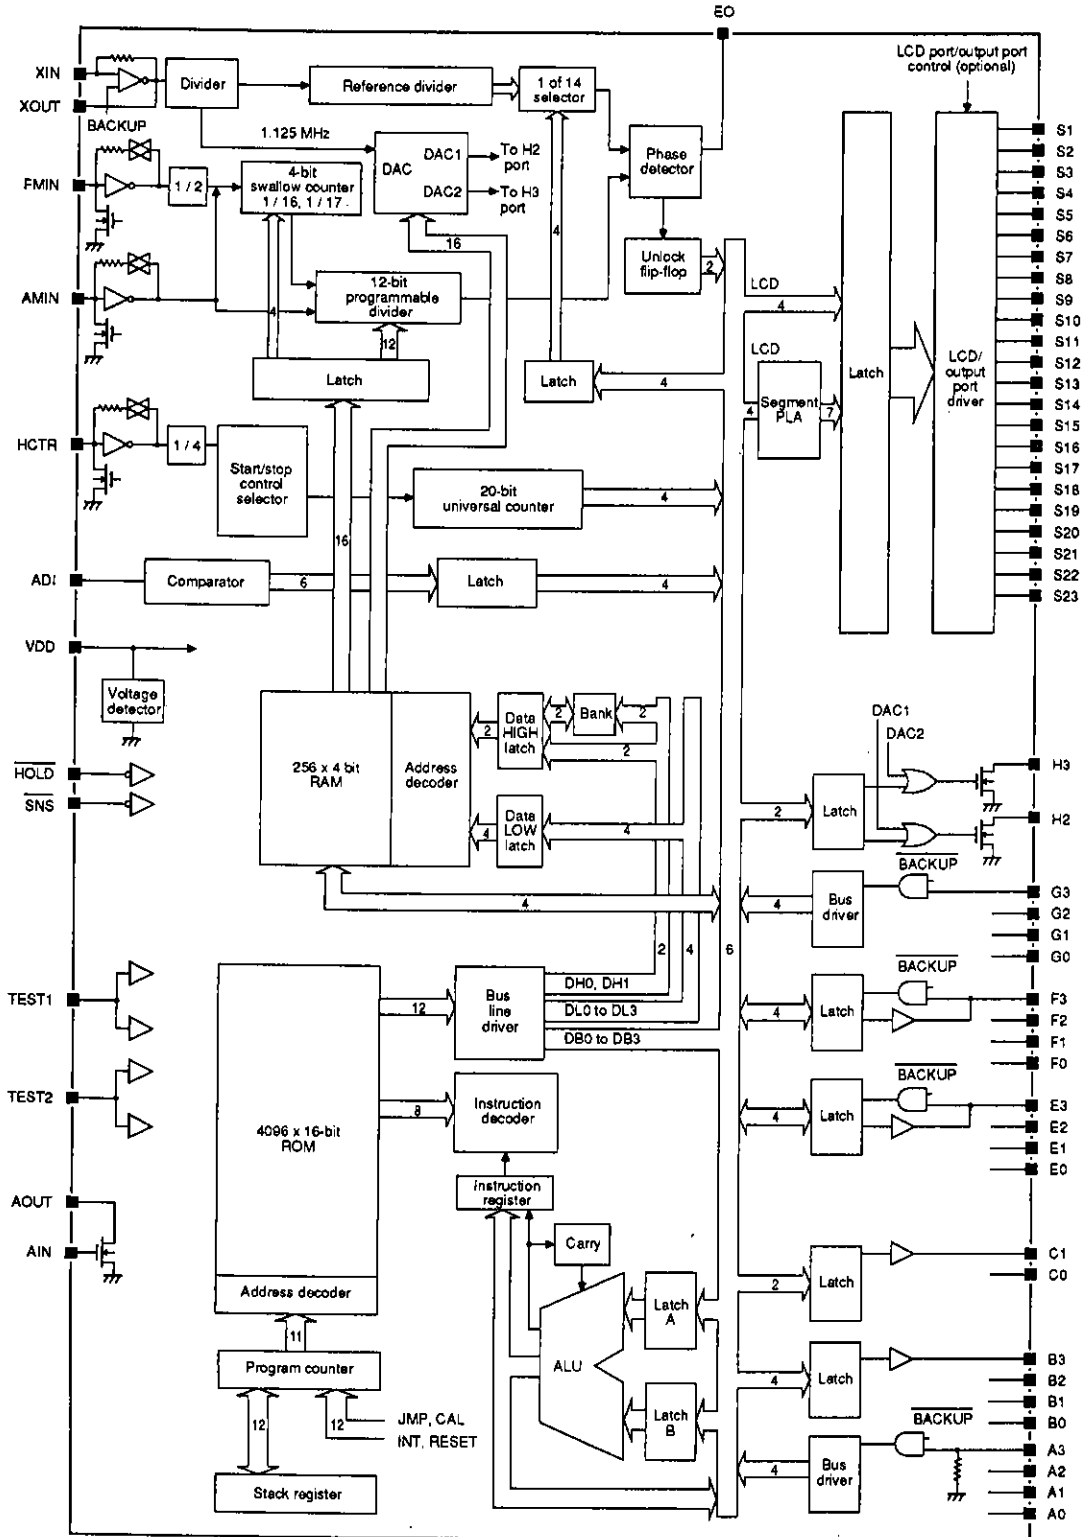 EO
LCD port/output port
control (optional)
XIN
XOUT
BACKUP
Divider
Reference divider
1 of 14
selector
1.125 MHz
DAC
DAC1
DAC2
To H2
port
To H3
port
Phase
detector
FMIN
1 / 2
4-bit
swallow counter
1 / 16, 1 / 17
16
4
Unlock
flip-flop
2
AMIN
12-bit
programmable
divider
4
12
Latch
Latch
4
LCD
4
LCD
4
Segment
PLA
7
Latch
LCD/
output
port
driver
S1
S2
S3
S4
S5
S6
S7
S8
S9
S10
S11
S12
S13
S14
S15
S16
S17
S18
S19
S20
S21
S22
S23
HCTR
1 / 4
Start/stop
control
selector
20-bit
universal counter
4
16
ADI
Comparator
6
Latch
4
VDD
Voltage
detector
HOLD
SNS
256 x 4 bit
RAM
Address
decoder
2
Data
HIGH
latch
2
Bank
2
2
4
Data
LOW
latch
4
4
2
4
6
DAC1
DAC2
2
Latch
H3
H2
BACKUP
4
Bus
driver
G3
G2
G1
G0
BACKUP
4
Latch
F3
F2
F1
F0
BACKUP
4
Latch
E3
E2
E1
E0
TEST1
TEST2
AOUT
AIN
4096 x 16-bit
ROM
Address decoder
12
Bus
line
driver
DH0, DH1
DL0 to DL3
DB0 to DB3
8
Instruction
decoder
Instruction
register
Carry
ALU
Latch
A
Latch
B
11
Program counter
12
12
JMP, CAL
INT, RESET
Stack register
2
Latch
C1
C0
4
Latch
B3
B2
B1
B0
BACKUP
4
Bus
driver
A3
A2
A1
A0